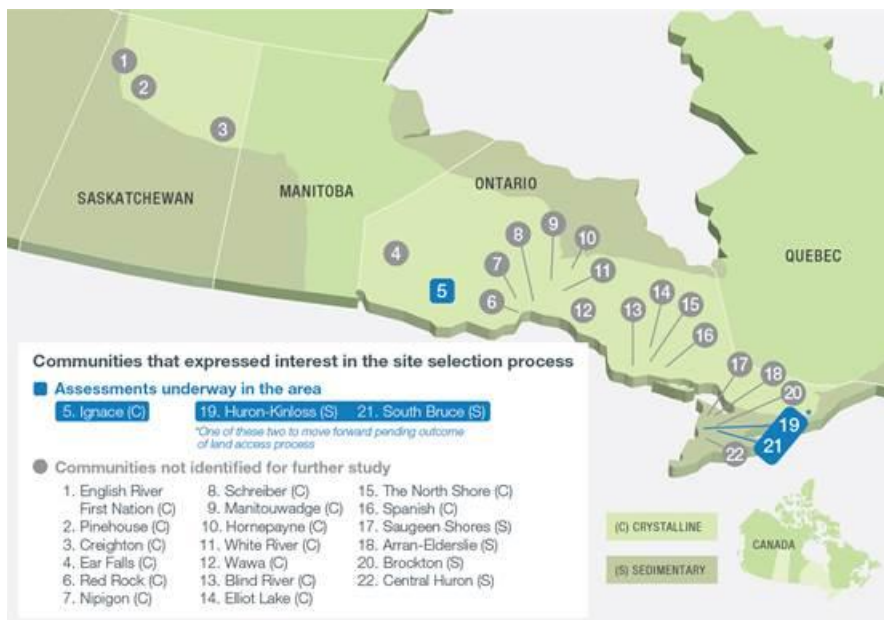 1
2
3
SASKATCHEWAN
MANITOBA
ONTARIO
QUEBEC
4
5
6
7
8
9
10
11
12
13
14
15
16
17
18
20
19
21
22
Communities that expressed interest in the site selection process
Assessments underway in the area
5. Ignace (C)
19. Huron-Kinloss (S) 21. South Bruce (S)
*One of these two to move forward pending outcome
of land access process
Communities not identified for further study
1. English River
First Nation (C)
2. Pinehouse (C)
3. Creighton (C)
4. Ear Falls (C)
6. Red Rock (C)
7. Nipigon (C)
8. Schreiber (C)
9. Manitouwadge (C)
10. Hornepayne (C)
11. White River (C)
12. Wawa (C)
13. Blind River (C)
14. Elliot Lake (C)
15. The North Shore (C)
16. Spanish (C)
17. Saugeen Shores (S)
18. Arran-Elderslie (S)
20. Brockton (S)
22. Central Huron (S)
(C) CRYSTALLINE
(S) SEDIMENTARY
CANADA